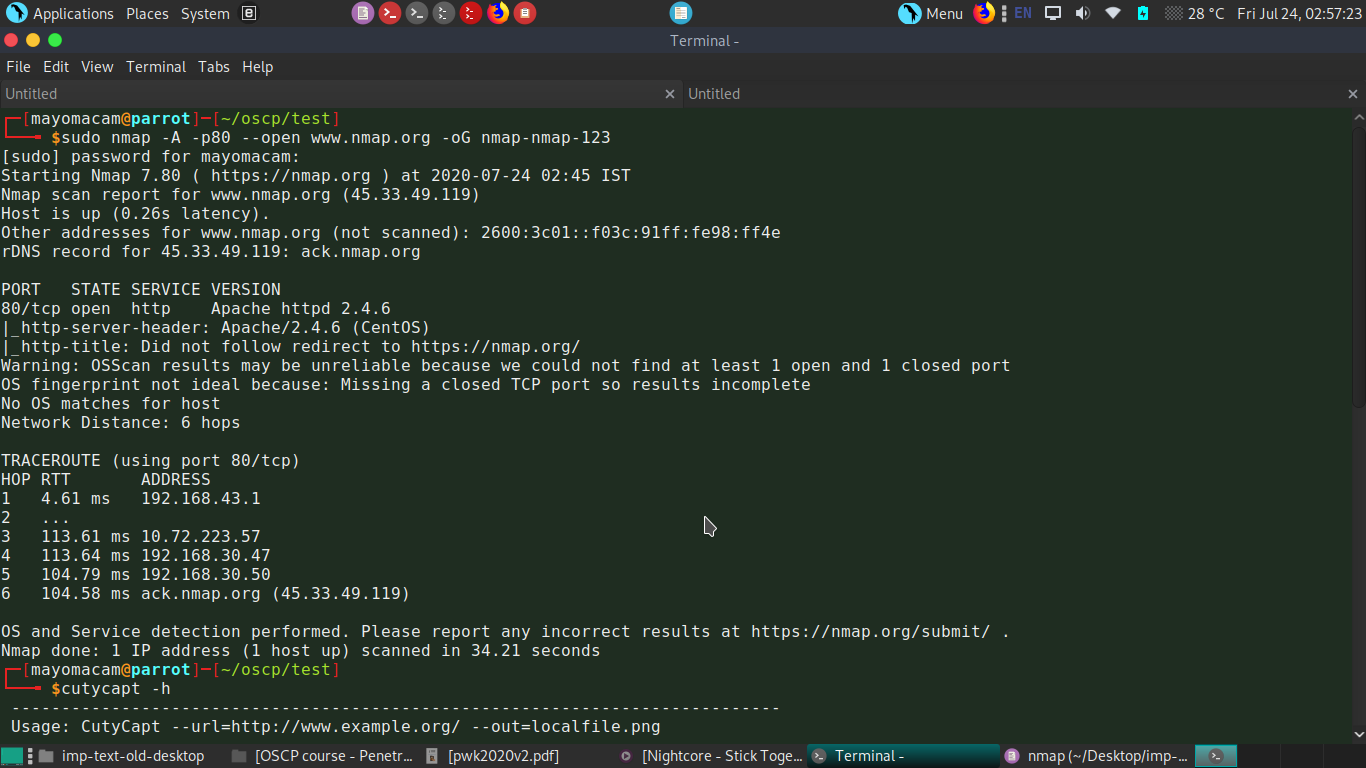 Applications Places System
Menu EN 28 °C Fri Jul 24, 02:57:23
Terminal -
File Edit View Terminal Tabs Help
Untitled
Untitled
┌─[mayomacam@parrot]─[~/oscp/test]
└──╼ $sudo nmap -A -p80 --open www.nmap.org -oG nmap-nmap-123
[sudo] password for mayomacam:
Starting Nmap 7.80 ( https://nmap.org ) at 2020-07-24 02:45 IST
Nmap scan report for www.nmap.org (45.33.49.119)
Host is up (0.26s latency).
Other addresses for www.nmap.org (not scanned): 2600:3c01::f03c:91ff:fe98:ff4e
rDNS record for 45.33.49.119: ack.nmap.org
PORT   STATE SERVICE VERSION
80/tcp open  http    Apache httpd 2.4.6
|_http-server-header: Apache/2.4.6 (CentOS)
|_http-title: Did not follow redirect to https://nmap.org/
Warning: OSScan results may be unreliable because we could not find at least 1 open and 1 closed port
OS fingerprint not ideal because: Missing a closed TCP port so results incomplete
No OS matches for host
Network Distance: 6 hops
TRACEROUTE (using port 80/tcp)
HOP RTT       ADDRESS
1   4.61 ms   192.168.43.1
2   ...
3   113.61 ms 10.72.223.57
4   113.64 ms 192.168.30.47
5   104.79 ms 192.168.30.50
6   104.58 ms ack.nmap.org (45.33.49.119)
OS and Service detection performed. Please report any incorrect results at https://nmap.org/submit/ .
Nmap done: 1 IP address (1 host up) scanned in 34.21 seconds
┌─[mayomacam@parrot]─[~/oscp/test]
└──╼ $cutycapt -h
-----------------------------------------------------------------------------
Usage: CutyCapt --url=http://www.example.org/ --out=localfile.png
imp-text-old-desktop
[OSCP course - Penetr...
[pwk2020v2.pdf]
[Nightcore - Stick Toge...
Terminal -
nmap (~/Desktop/imp-...